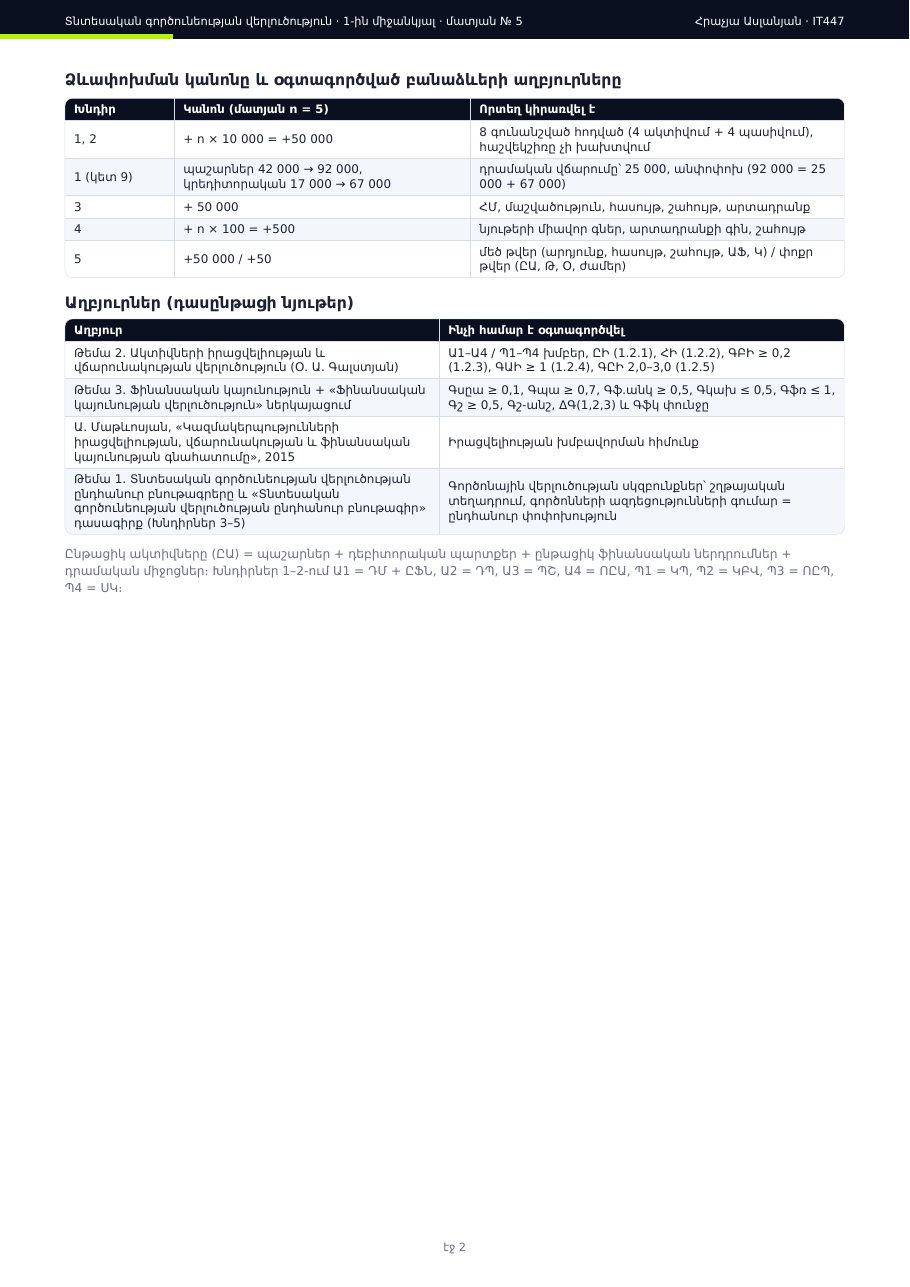 Տնտեսական գործունեության վերլուծություն · 1-ին միջանկյալ · մատյան № 5
Հրաչյա Ասլանյան · IT447
Ձևափոխման կանոնը և օգտագործված բանաձևերի աղբյուրները
Խնդիր
Կանոն (մատյան n = 5)
Որտեղ կիրառվել է
1, 2
+ n × 10 000 = +50 000
8 գունանշված հոդված (4 ակտիվում + 4 պասիվում),
հաշվեկշիռը չի խախտվում
1 (կետ 9)
պաշարներ 42 000 → 92 000,
կրեդիտորական 17 000 → 67 000
դրամական վճարումը՝ 25 000, անփոփոխ (92 000 = 25
000 + 67 000)
3
+ 50 000
ՀՄ, մաշվածություն, հասույթ, շահույթ, արտադրանք
4
+ n × 100 = +500
նյութերի միավոր գներ, արտադրանքի գին, շահույթ
5
+50 000 / +50
մեծ թվեր (արդյունք, հասույթ, շահույթ, ԱՖ, Կ) / փոքր
թվեր (ԸԱ, Թ, Օ, ժամեր)
Աղբյուրներ (դասընթացի նյութեր)
Աղբյուր
Ինչի համար է օգտագործվել
Թեմա 2. Ակտիվների իրացվելիության և
վճարունակության վերլուծություն (Օ. Ա. Գալստյան)
Ա1–Ա4 / Պ1–Պ4 խմբեր, ԸԻ (1.2.1), ՀԻ (1.2.2), ԳԲԻ ≥ 0,2
(1.2.3), ԳԱԻ ≥ 1 (1.2.4), ԳԸԻ 2,0–3,0 (1.2.5)
Թեմա 3. Ֆինանսական կայունություն + «Ֆինանսական
կայունության վերլուծություն» ներկայացում
Գսըա ≥ 0,1, Գպա ≥ 0,7, Գֆ.անկ ≥ 0,5, Գկախ ≤ 0,5, Գֆռ ≤ 1,
Գշ ≥ 0,5, Գշ-անշ, ΔԳ(1,2,3) և Գֆկ փունջը
Ա. Մաթևոսյան, «Կազմակերպությունների
իրացվելիության, վճարունակության և ֆինանսական
կայունության գնահատումը», 2015
Իրացվելիության խմբավորման հիմունք
Թեմա 1. Տնտեսական գործունեության վերլուծության
ընդհանուր բնութագրերը և «Տնտեսական
գործունեության վերլուծության ընդհանուր բնութագիր»
դասագիրք (Խնդիրներ 3–5)
Գործոնային վերլուծության սկզբունքներ՝ շղթայական
տեղադրում, գործոնների ազդեցությունների գումար =
ընդհանուր փոփոխություն
Ընթացիկ ակտիվները (ԸԱ) = պաշարներ + դեբիտորական պարտքեր + ընթացիկ ֆինանսական ներդրումներ +
դրամական միջոցներ։ Խնդիրներ 1–2-ում Ա1 = ԴՄ + ԸՖՆ, Ա2 = ԴՊ, Ա3 = ՊՇ, Ա4 = ՈԸԱ, Պ1 = ԿՊ, Պ2 = ԿԲՎ, Պ3 = ՈԸՊ,
Պ4 = ՍԿ։
էջ 2